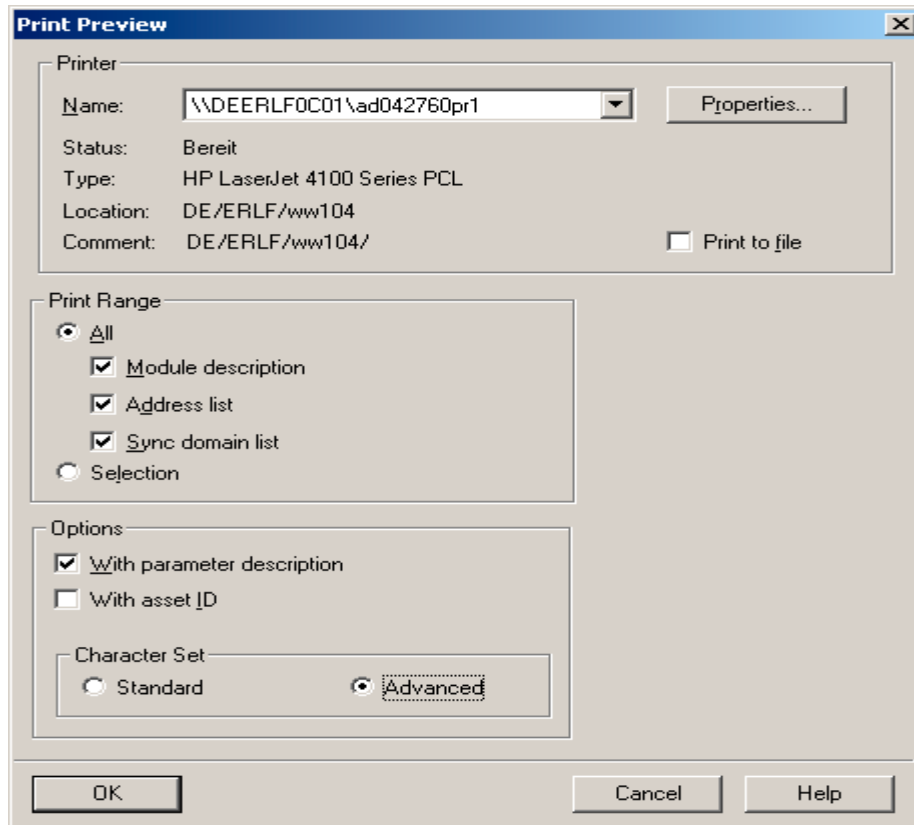 Print Preview
Printer
Name: \\DEERLF0C01\ad042760pr1 Properties...
Status: Bereit
Type: HP LaserJet 4100 Series PCL
Location: DE/ERLF/ww104
Comment: DE/ERLF/ww104/ Print to file
Print Range
All
Module description
Address list
Sync domain list
Selection
Options
With parameter description
With asset ID
Character Set
Standard Advanced
OK Cancel Help